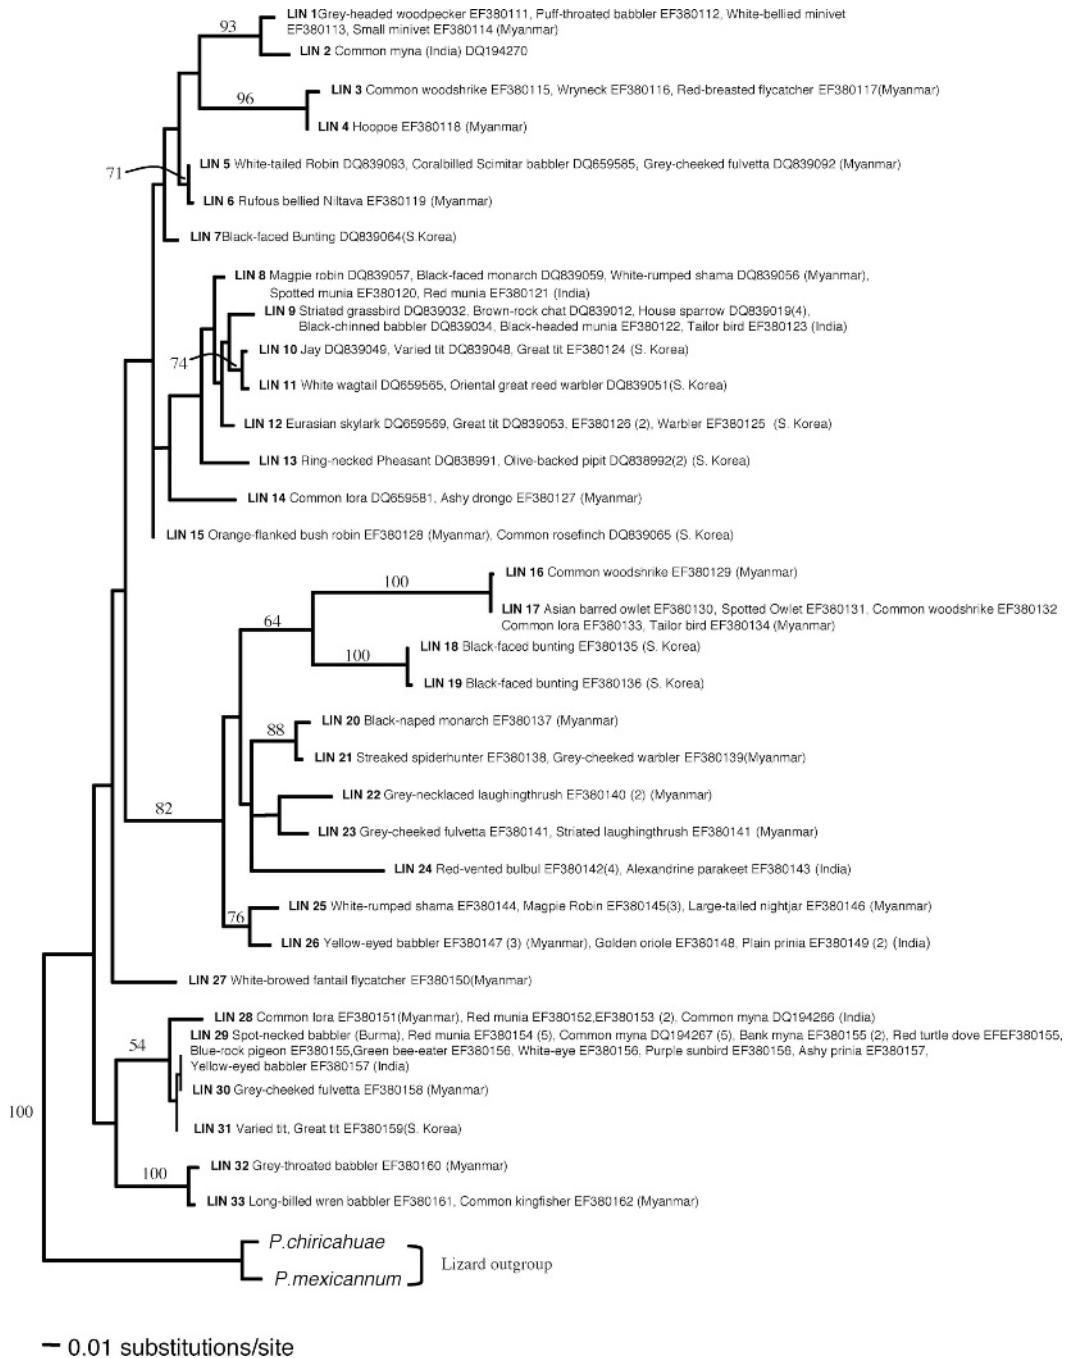 LIN 1Grey-headed woodpecker EF380111, Puff-throated babbler EF380112, White-bellied minivet
EF380113, Small minivet EF380114 (Myanmar)
93
LIN 2 Common myna (India) DQ194270
LIN 3 Common woodshrike EF380115, Wryneck EF380116, Red-breasted flycatcher EF380117(Myanmar)
96
LIN 4 Hoopoe EF380118 (Myanmar)
LIN 5 White-tailed Robin DQ839093, Coralbilled Scimitar babbler DQ659585, Grey-cheeked fulvetta DQ839092 (Myanmar)
71
LIN 6 Rufous bellied Niltava EF380119 (Myanmar)
LIN 7Black-faced Bunting DQ839064(S.Korea)
LIN 8 Magpie robin DQ839057, Black-faced monarch DQ839059, White-rumped shama DQ839056 (Myanmar),
Spotted munia EF380120, Red munia EF380121 (India)
LIN 9 Striated grassbird DQ839032, Brown-rock chat DQ839012, House sparrow DQ839019(4),
Black-chinned babbler DQ839034, Black-headed munia EF380122, Tailor bird EF380123 (India)
LIN 10 Jay DQ839049, Varied tit DQ839048, Great tit EF380124 (S. Korea)
74
LIN 11 White wagtail DQ659565, Oriental great reed warbler DQ839051(S. Korea)
LIN 12 Eurasian skylark DQ659569, Great tit DQ839053, EF380126 (2), Warbler EF380125 (S. Korea)
LIN 13 Ring-necked Pheasant DQ838991, Olive-backed pipit DQ838992(2) (S. Korea)
LIN 14 Common Iora DQ659581, Ashy drongo EF380127 (Myanmar)
LIN 15 Orange-flanked bush robin EF380128 (Myanmar), Common rosefinch DQ839065 (S. Korea)
LIN 16 Common woodshrike EF380129 (Myanmar)
100
LIN 17 Asian barred owlet EF380130, Spotted Owlet EF380131, Common woodshrike EF380132
Common Iora EF380133, Tailor bird EF380134 (Myanmar)
64
LIN 18 Black-faced bunting EF380135 (S. Korea)
100
LIN 19 Black-faced bunting EF380136 (S. Korea)
LIN 20 Black-naped monarch EF380137 (Myanmar)
88
LIN 21 Streaked spiderhunter EF380138, Grey-cheeked warbler EF380139(Myanmar)
LIN 22 Grey-necklaced laughingthrush EF380140 (2) (Myanmar)
82
LIN 23 Grey-cheeked fulvetta EF380141, Striated laughingthrush EF380141 (Myanmar)
LIN 24 Red-vented bulbul EF380142(4), Alexandrine parakeet EF380143 (India)
LIN 25 White-rumped shama EF380144, Magpie Robin EF380145(3), Large-tailed nightjar EF380146 (Myanmar)
76
LIN 26 Yellow-eyed babbler EF380147 (3) (Myanmar), Golden oriole EF380148, Plain prinia EF380149 (2) (India)
LIN 27 White-browed fantail flycatcher EF380150(Myanmar)
LIN 28 Common Iora EF380151(Myanmar), Red munia EF380152,EF380153 (2), Common myna DQ194266 (India)
LIN 29 Spot-necked babbler (Burma), Red munia EF380154 (5), Common myna DQ194267 (5), Bank myna EF380155 (2), Red turtle dove EFEF380155,
54
Blue-rock pigeon EF380155,Green bee-eater EF380156, White-eye EF380156, Purple sunbird EF380156, Ashy prinia EF380157,
Yellow-eyed babbler EF380157 (India)
LIN 30 Grey-cheeked fulvetta EF380158 (Myanmar)
100
LIN 31 Varied tit, Great tit EF380159(S. Korea)
LIN 32 Grey-throated babbler EF380160 (Myanmar)
100
LIN 33 Long-billed wren babbler EF380161, Common kingfisher EF380162 (Myanmar)
P.chiricahuae
Lizard outgroup
P.mexicannum
0.01 substitutions/site